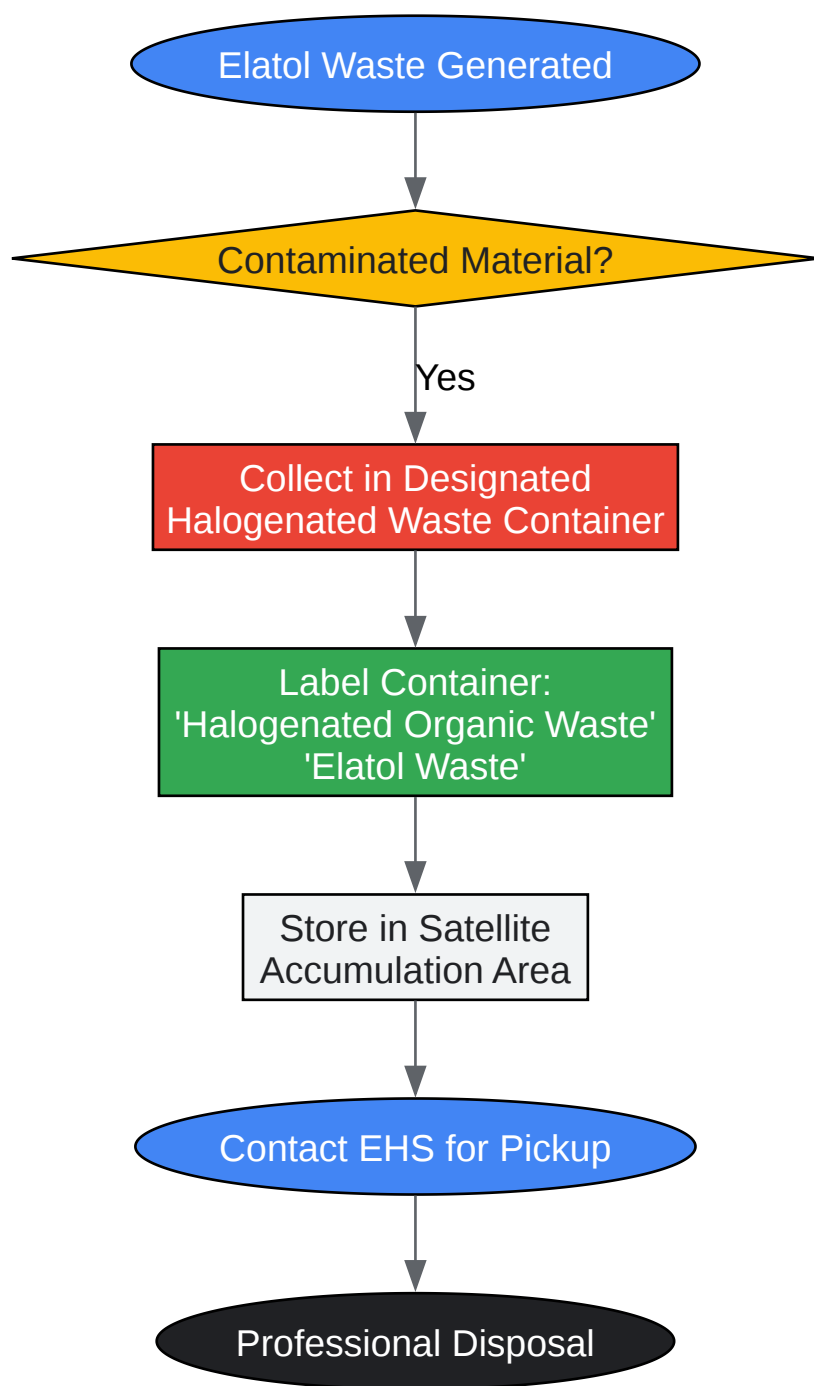 Elatol Waste Generated
Contaminated Material?
Yes
Collect in Designated
Halogenated Waste Container
Label Container:
'Halogenated Organic Waste'
'Elatol Waste'
Store in Satellite
Accumulation Area
Contact EHS for Pickup
Professional Disposal